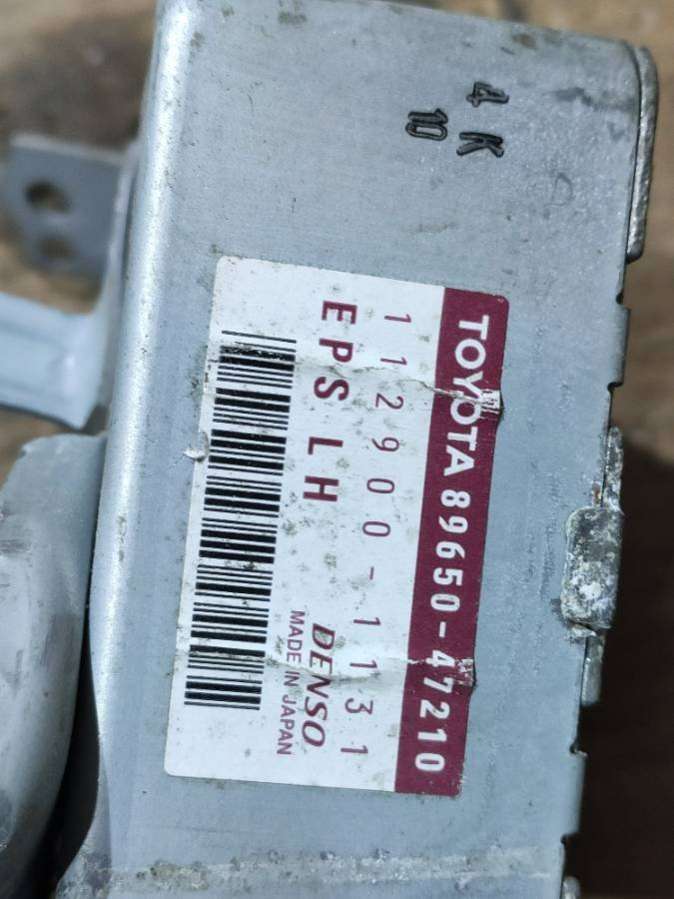 4K
10
TOYOTA 89650-47210
112900-1131
EPS LH
DENSO
MADE IN JAPAN